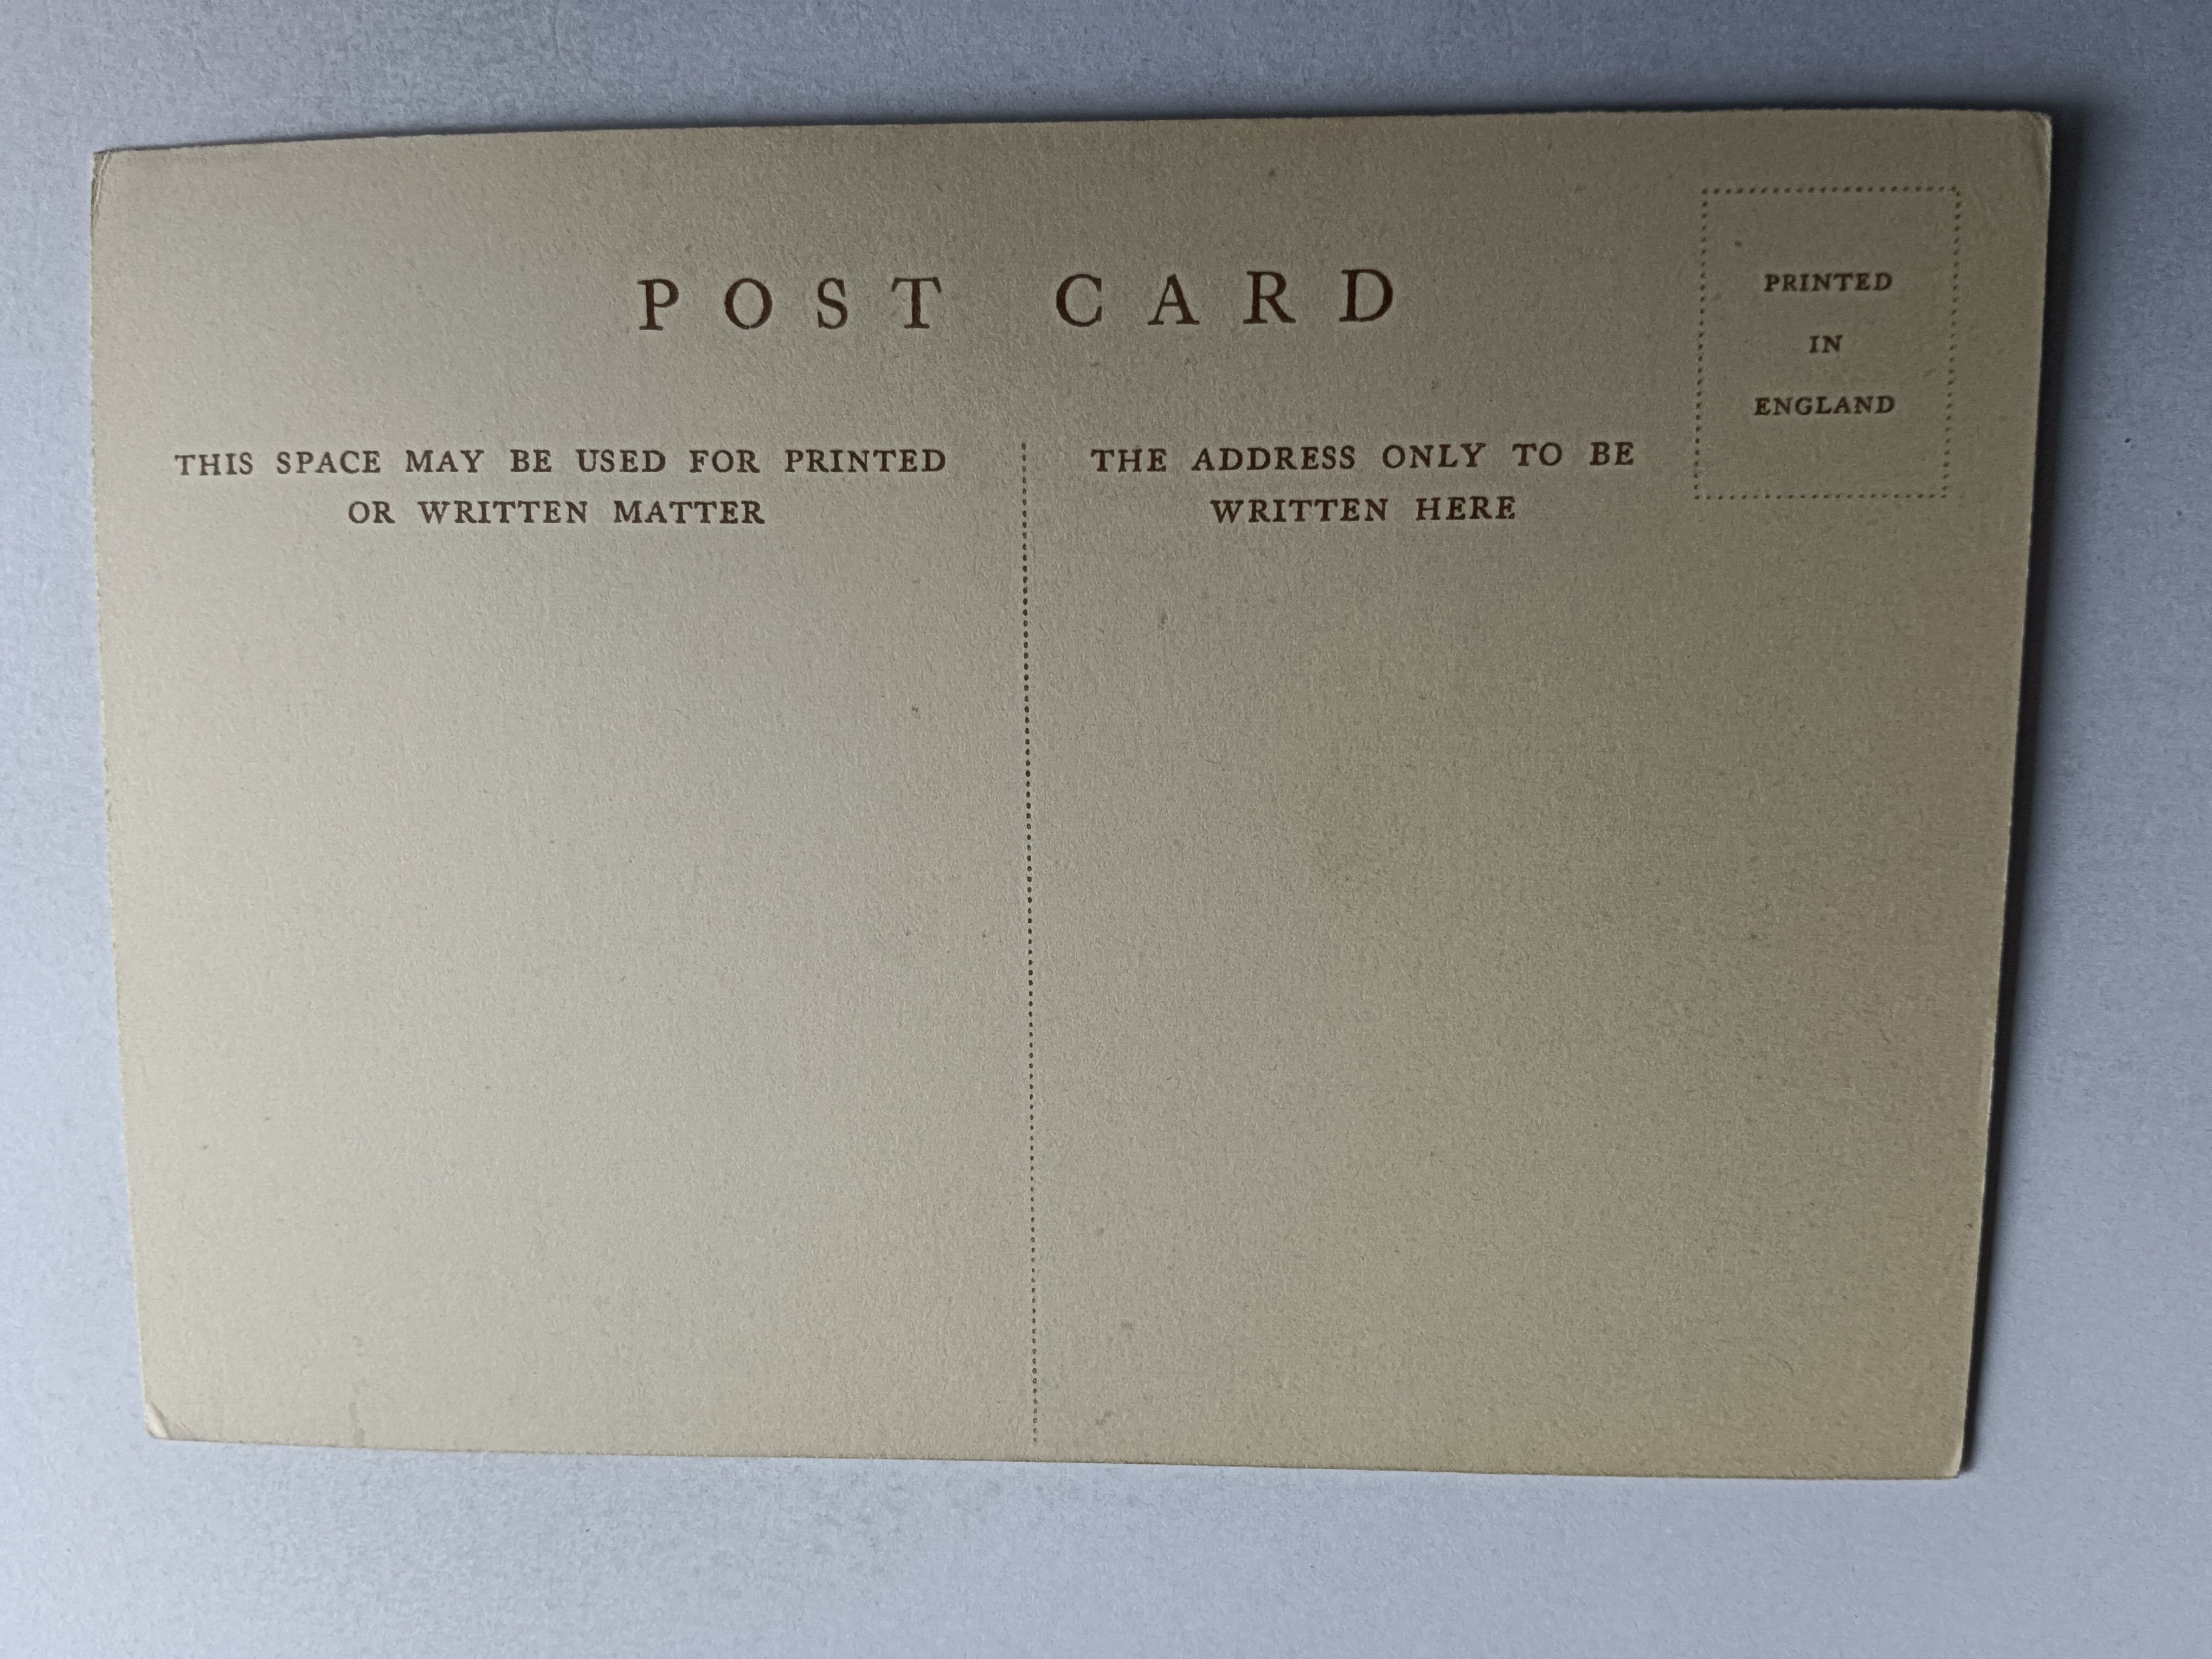 POST CARD
PRINTED
IN
ENGLAND
THIS SPACE MAY BE USED FOR PRINTED
OR WRITTEN MATTER
THE ADDRESS ONLY TO BE
WRITTEN HERE